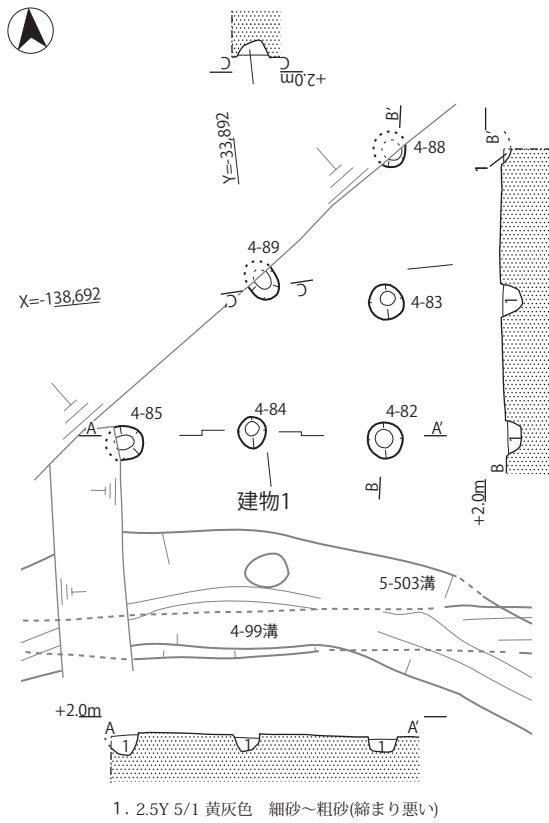 C C
+2.0m
Y=-33,892
B′
4-88
B′
1
4-89
C C
X=-138,692
4-83
1
A
4-85
4-84
4-82
A′
1
B
B
+2.0m
建物1
5-503溝
4-99溝
+2.0m
A
A′
1
1
1
1. 2.5Y 5/1 黄灰色　細砂～粗砂(締まり悪い)